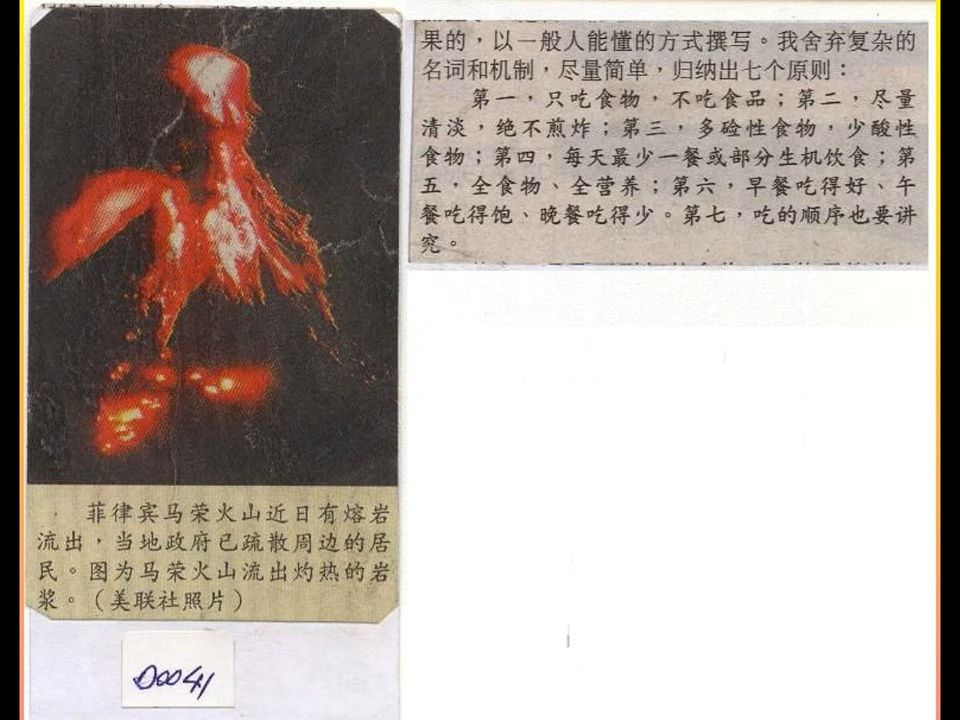 菲律宾马荣火山近日有熔岩
流出，当地政府已疏散周边的居
民。图为马荣火山流出灼热的岩
浆。（美联社照片）
D0041
果的，以一般人能懂的方式撰写。我舍弃复杂的
名词和机制，尽量简单，归纳出七个原则：
第一，只吃食物，不吃食品；第二，尽量
清淡，绝不煎炸；第三，多硷性食物，少酸性
食物；第四，每天最少一餐或部分生机饮食；第
五，全食物、全营养；第六，早餐吃得好、午
餐吃得饱、晚餐吃得少。第七，吃的顺序也要讲
究。